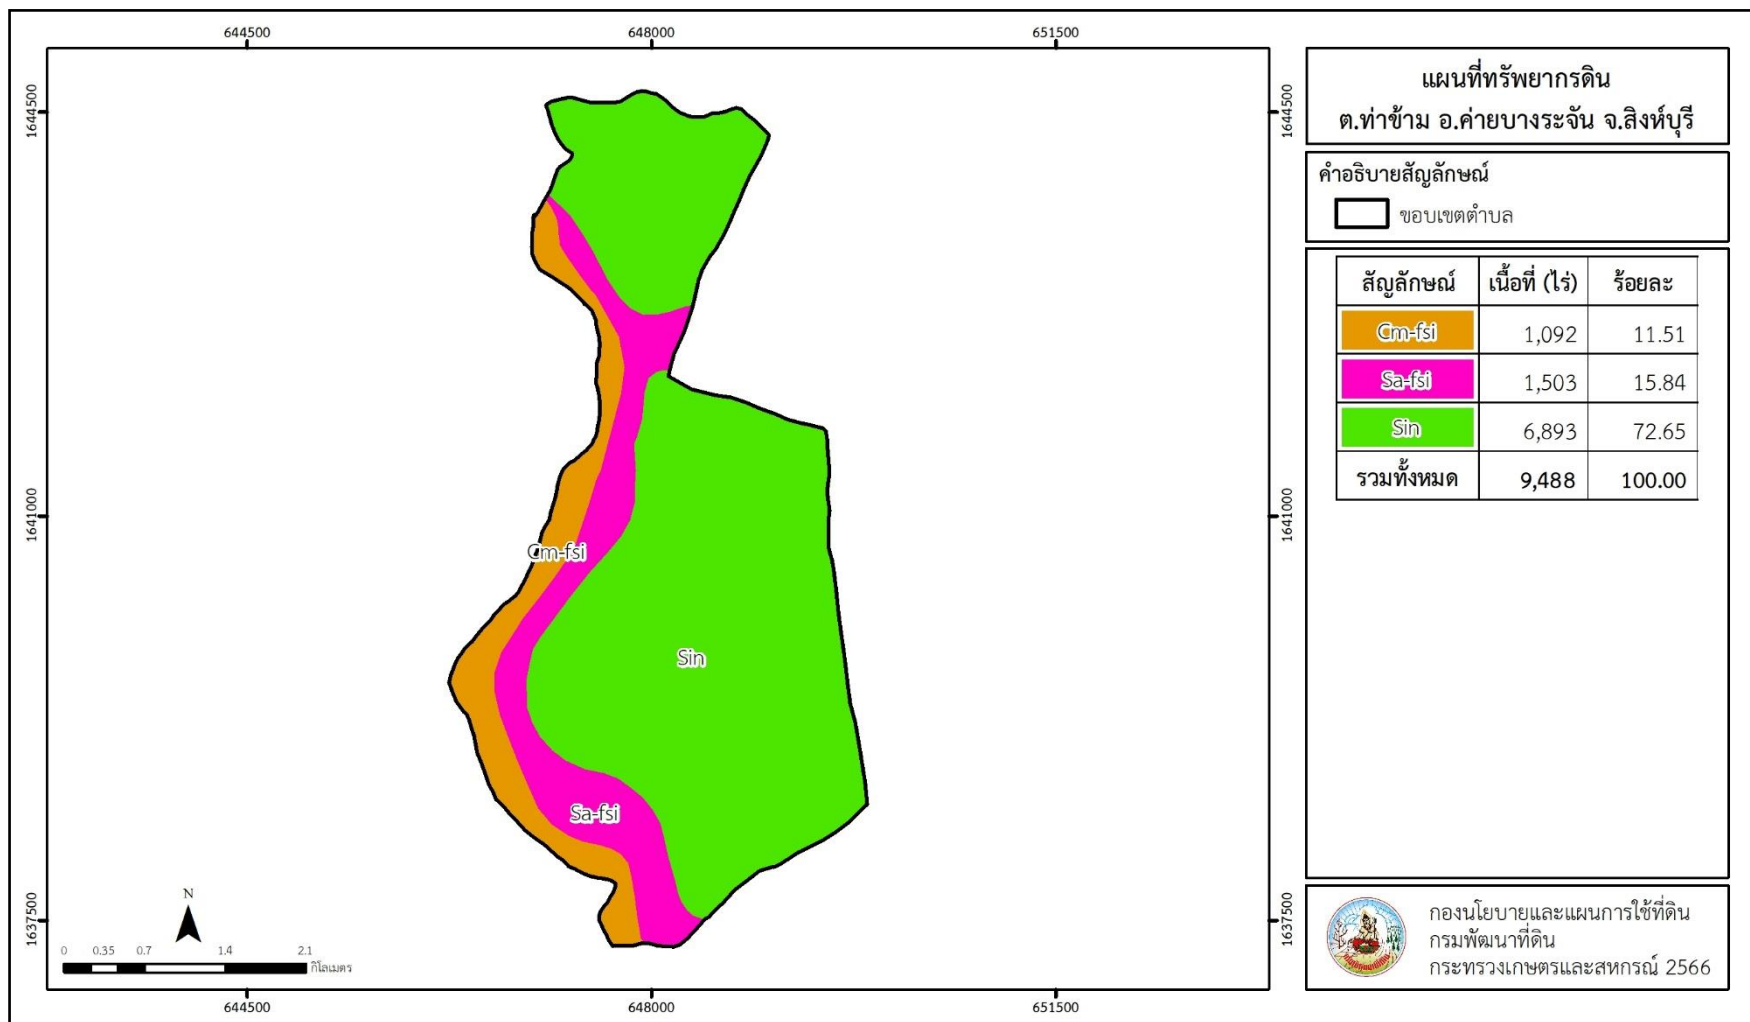 644500 648000 651500
1644500 1644500
1641000 1641000
1637500 1637500
Cm-fsi
Sin
Sa-fsi
N
0 0.35 0.7 1.4 2.1
กิโลเมตร
644500 648000 651500
แผนที่ทรัพยากรดิน
ต.ท่าข้าม อ.ค่ายบางระจัน จ.สิงห์บุรี
คำอธิบายสัญลักษณ์
ขอบเขตตำบล
สัญลักษณ์ เนื้อที่ (ไร่) ร้อยละ
Cm-fsi 1,092 11.51
Sa-fsi 1,503 15.84
Sin 6,893 72.65
รวมทั้งหมด 9,488 100.00
กองนโยบายและแผนการใช้ที่ดิน
กรมพัฒนาที่ดิน
กระทรวงเกษตรและสหกรณ์ 2566